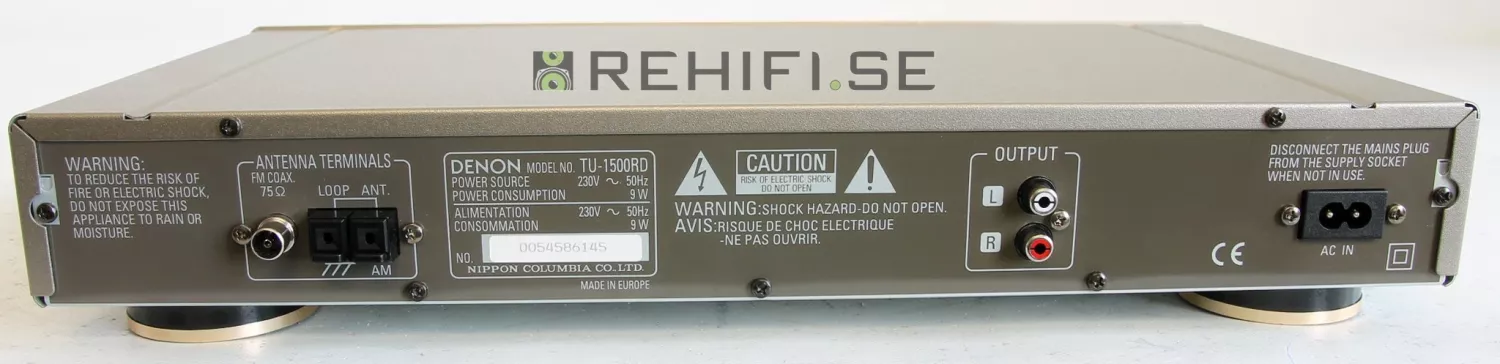 REHIFI.SE
WARNING:
TO REDUCE THE RISK OF
FIRE OR ELECTRIC SHOCK,
DO NOT EXPOSE THIS
APPLIANCE TO RAIN OR
MOISTURE.
ANTENNA TERMINALS
FM COAX.
75Ω
LOOP ANT.
AM
DENON MODEL NO. TU-1500RD
POWER SOURCE 230V ~ 50Hz
POWER CONSUMPTION 9 W
ALIMENTATION 230V ~ 50Hz
CONSOMMATION 9 W
NO. 0054586145
NIPPON COLUMBIA CO.,LTD.
MADE IN EUROPE
CAUTION
RISK OF ELECTRIC SHOCK
DO NOT OPEN
WARNING:SHOCK HAZARD-DO NOT OPEN.
AVIS:RISQUE DE CHOC ELECTRIQUE
-NE PAS OUVRIR.
OUTPUT
L
R
DISCONNECT THE MAINS PLUG
FROM THE SUPPLY SOCKET
WHEN NOT IN USE.
AC IN
CE